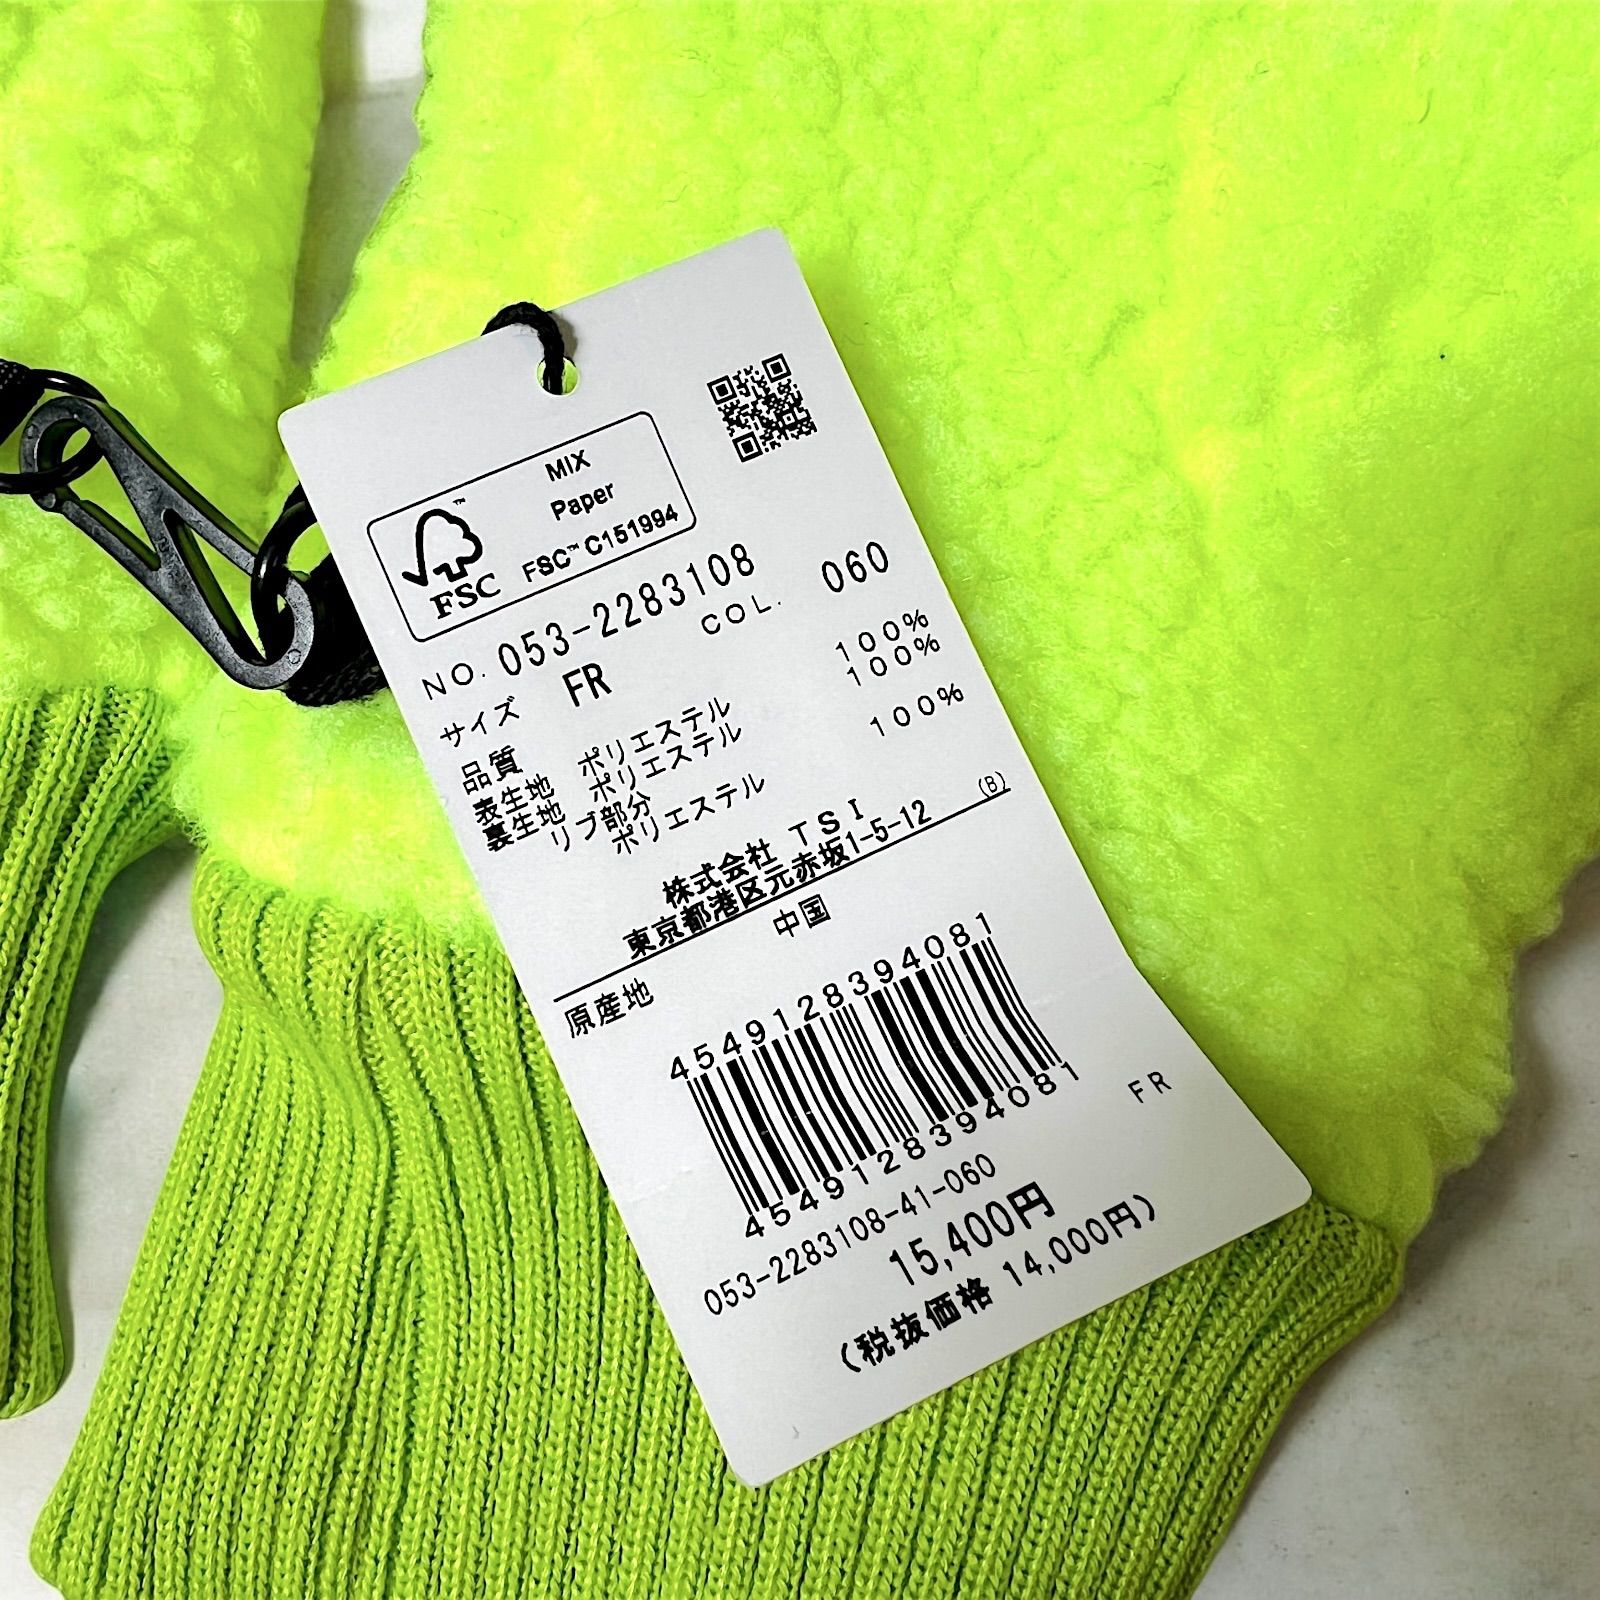 MIX
Paper
FSC™ C151994
™
FSC
NO. 053-2283108
COL. 060
サイズ FR
品質
表生地 ポリエステル 100%
裏生地 ポリエステル 100%
リブ部分
ポリエステル 100%
株式会社 TSI
東京都港区元赤坂1-5-12 (B)
原産地 中国
4549128394081
4549128394081
053-2283108-41-060 FR
15,400円
(税抜価格 14,000円)